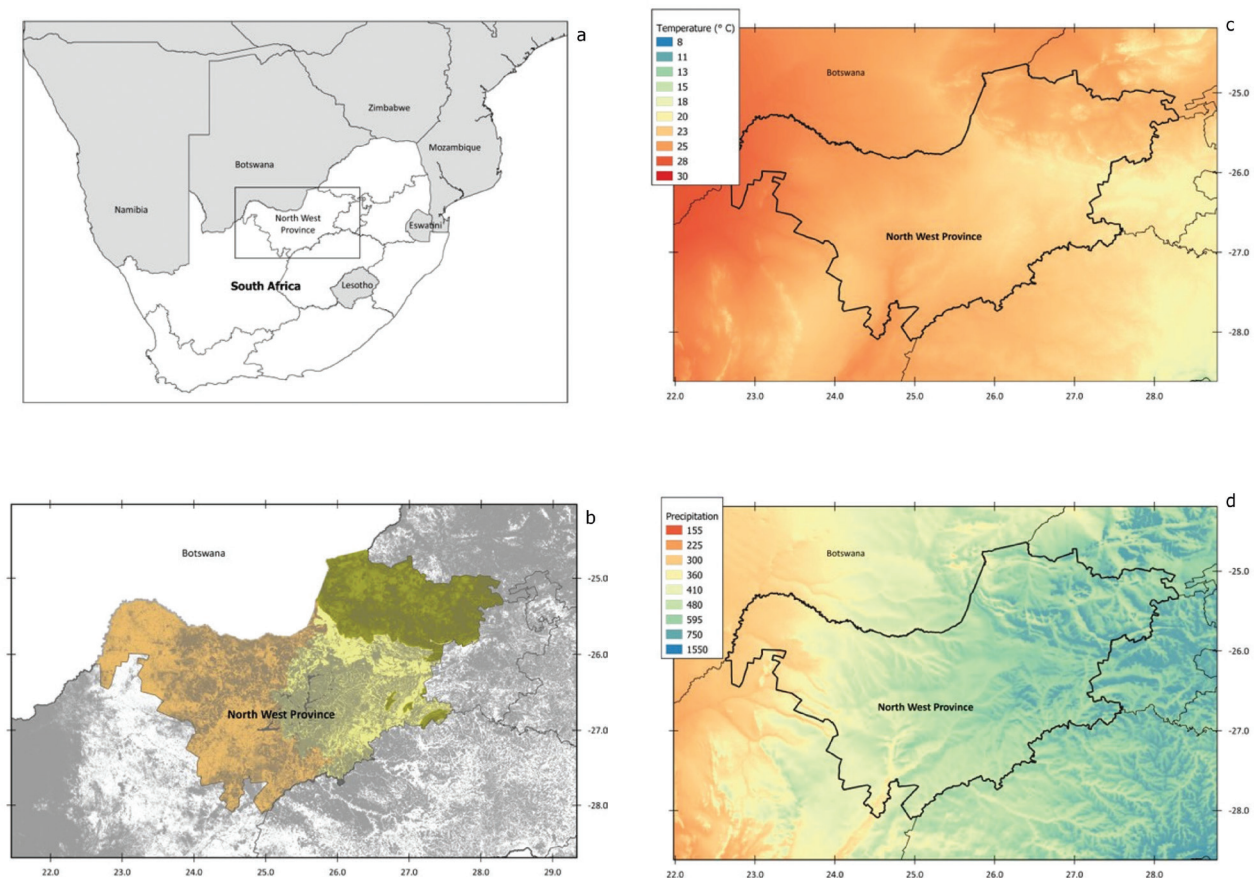 a
Zimbabwe
Mozambique
Botswana
Namibia
North West
Province
Eswatini
South Africa
Lesotho
c
Temperature (° C)
8
11
13
15
18
20
23
25
28
30
Botswana
North West Province
-25.0
-26.0
-27.0
-28.0
22.0 23.0 24.0 25.0 26.0 27.0 28.0
b
Botswana
North West Province
-25.0
-26.0
-27.0
-28.0
22.0 23.0 24.0 25.0 26.0 27.0 28.0 29.0
d
Precipitation
155
225
300
360
410
480
595
750
1550
Botswana
North West Province
-25.0
-26.0
-27.0
-28.0
22.0 23.0 24.0 25.0 26.0 27.0 28.0